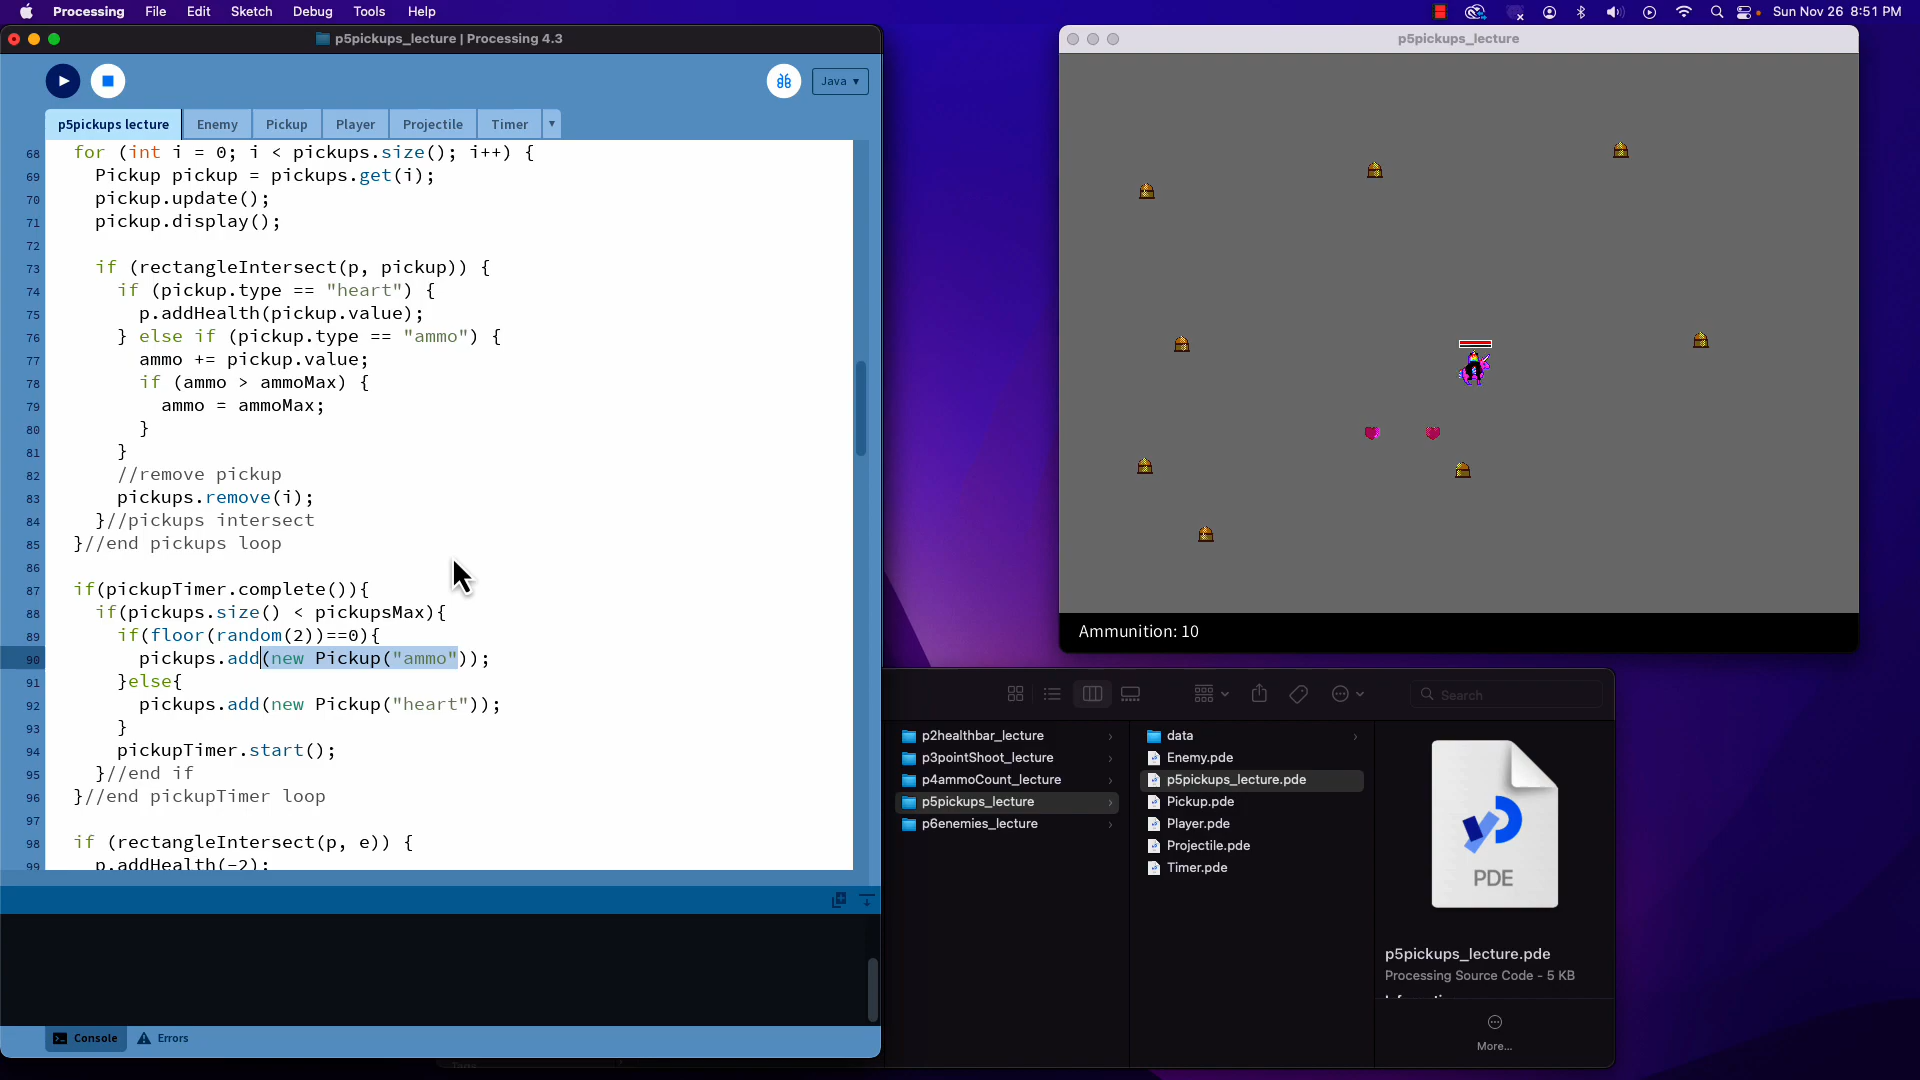 Processing File Edit Sketch Debug Tools Help
Sun Nov 26 8:51 PM
p5pickups_lecture | Processing 4.3
Java ▾
p5pickups lecture Enemy Pickup Player Projectile Timer ▾
68 for (int i = 0; i < pickups.size(); i++) {
69 Pickup pickup = pickups.get(i);
70 pickup.update();
71 pickup.display();
72
73 if (rectangleIntersect(p, pickup)) {
74 if (pickup.type == "heart") {
75 p.addHealth(pickup.value);
76 } else if (pickup.type == "ammo") {
77 ammo += pickup.value;
78 if (ammo > ammoMax) {
79 ammo = ammoMax;
80 }
81 }
82 //remove pickup
83 pickups.remove(i);
84 }//pickups intersect
85 }//end pickups loop
86
87 if(pickupTimer.complete()){
88 if(pickups.size() < pickupsMax){
89 if(floor(random(2))==0){
90 pickups.add(new Pickup("ammo"));
91 }else{
92 pickups.add(new Pickup("heart"));
93 }
94 pickupTimer.start();
95 }//end if
96 }//end pickupTimer loop
97
98 if (rectangleIntersect(p, e)) {
99 p.addHealth(-2);
Console Errors
p5pickups_lecture
Ammunition: 10
Search
p2healthbar_lecture
p3pointShoot_lecture
p4ammoCount_lecture
p5pickups_lecture
p6enemies_lecture
data
Enemy.pde
p5pickups_lecture.pde
Pickup.pde
Player.pde
Projectile.pde
Timer.pde
PDE
p5pickups_lecture.pde
Processing Source Code - 5 KB
More...